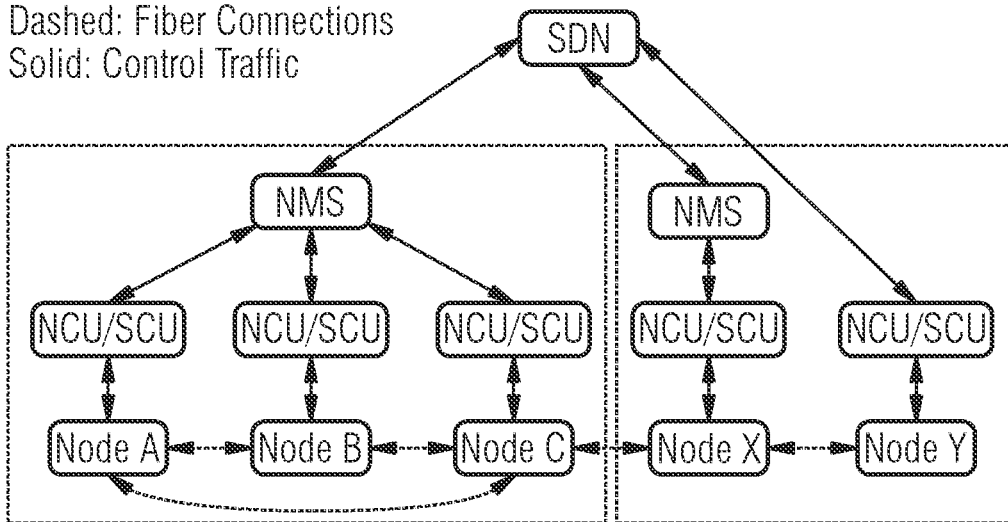 Dashed: Fiber Connections
Solid: Control Traffic
SDN
NMS
NMS
NCU/SCU
NCU/SCU
NCU/SCU
NCU/SCU
NCU/SCU
Node A
Node B
Node C
Node X
Node Y